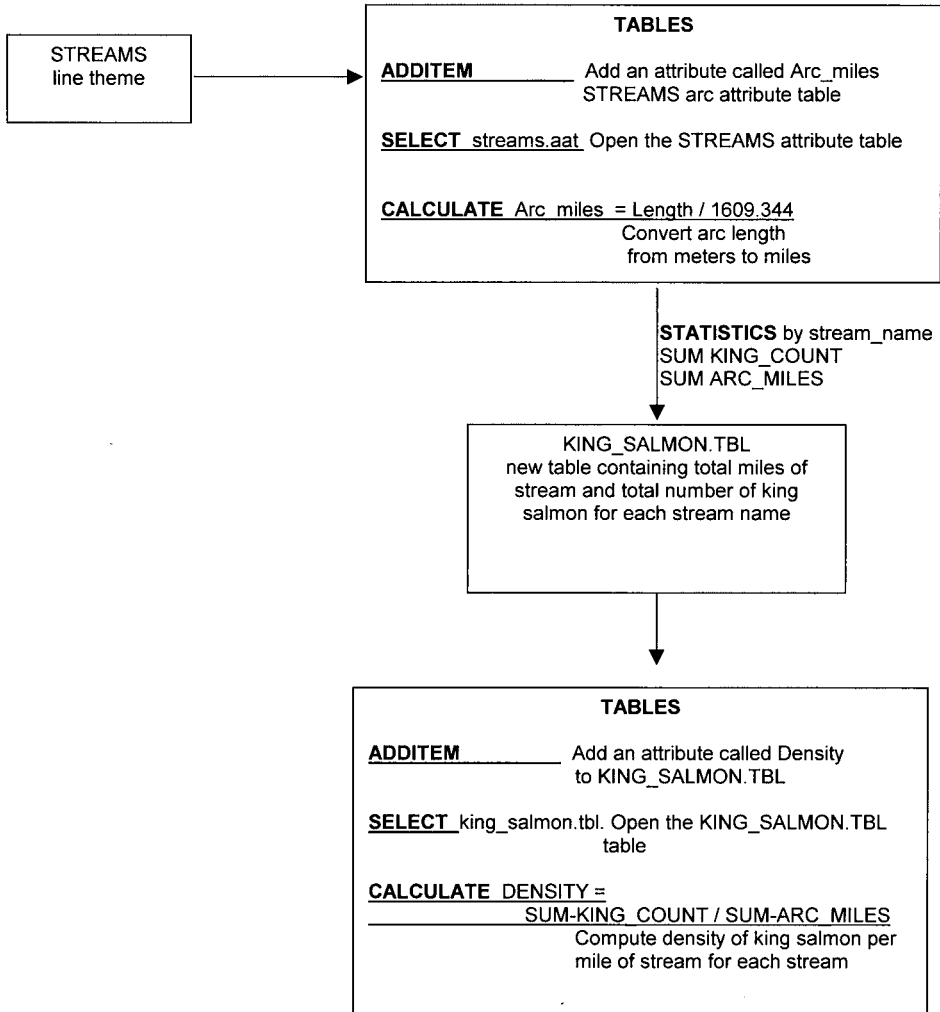 STREAMS
line theme
TABLES
ADDITEM Add an attribute called Arc_miles
STREAMS arc attribute table
SELECT streams.aat Open the STREAMS attribute table
CALCULATE Arc_miles = Length / 1609.344
Convert arc length
from meters to miles
STATISTICS by stream_name
SUM KING_COUNT
SUM ARC_MILES
KING_SALMON.TBL
new table containing total miles of
stream and total number of king
salmon for each stream name
TABLES
ADDITEM Add an attribute called Density
to KING_SALMON.TBL
SELECT king_salmon.tbl. Open the KING_SALMON.TBL
table
CALCULATE DENSITY =
SUM-KING_COUNT / SUM-ARC_MILES
Compute density of king salmon per
mile of stream for each stream